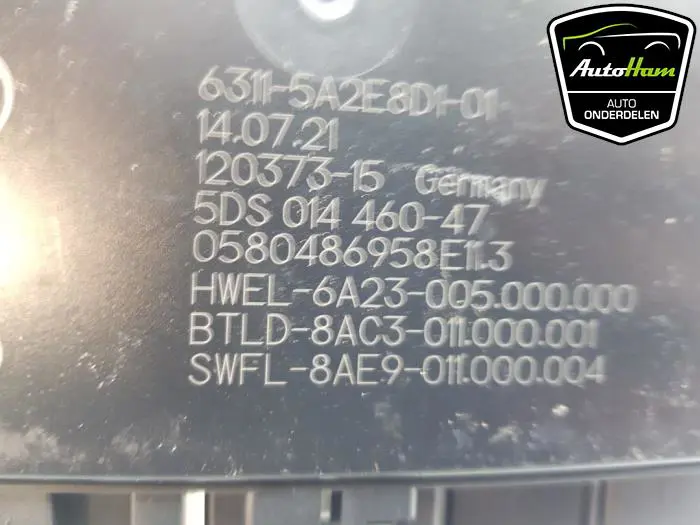 6311-5A2E8D1-01
14.07.21
120373-15 Germany
5DS 014 460-47
0580486958E11.3
HWEL-6A23-005.000.000
BTLD-8AC3-011.000.001
SWFL-8AE9-011.000.004
AutoHam
AUTO
ONDERDELEN